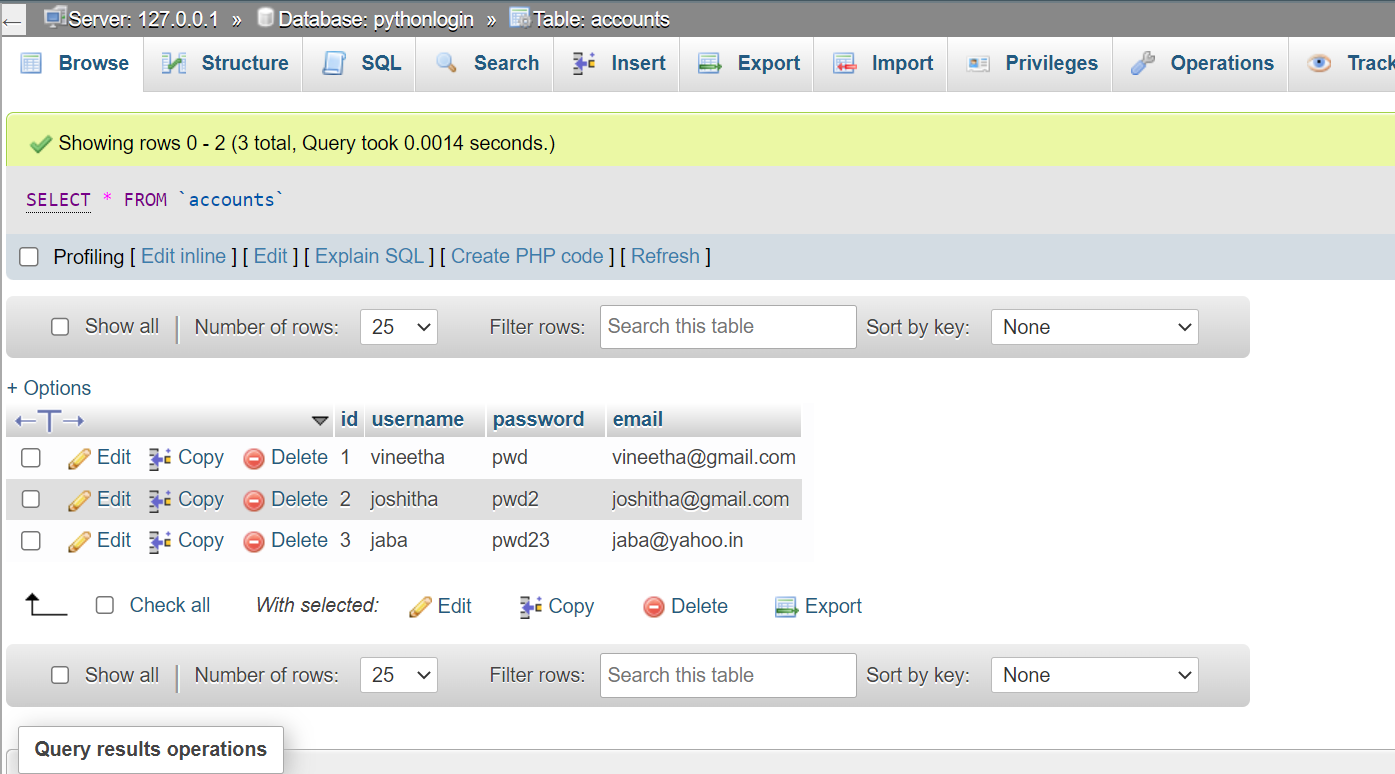 Server: 127.0.0.1 » Database: pythonlogin » Table: accounts
Browse Structure SQL Search Insert Export Import Privileges Operations Track
Showing rows 0 - 2 (3 total, Query took 0.0014 seconds.)
SELECT * FROM `accounts`
Profiling [ Edit inline ] [ Edit ] [ Explain SQL ] [ Create PHP code ] [ Refresh ]
Show all Number of rows: 25 Filter rows: Search this table Sort by key: None
+ Options
←T→ id username password email
Edit Copy Delete 1 vineetha pwd vineetha@gmail.com
Edit Copy Delete 2 joshitha pwd2 joshitha@gmail.com
Edit Copy Delete 3 jaba pwd23 jaba@yahoo.in
Check all With selected: Edit Copy Delete Export
Show all Number of rows: 25 Filter rows: Search this table Sort by key: None
Query results operations